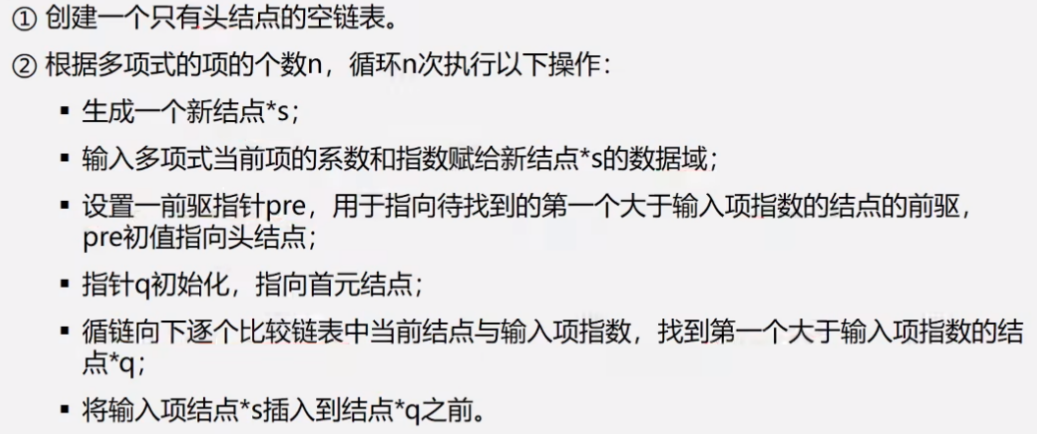 ① 创建一个只有头结点的空链表。
② 根据多项式的项的个数n，循环n次执行以下操作：
▪ 生成一个新结点*s；
▪ 输入多项式当前项的系数和指数赋给新结点*s的数据域；
▪ 设置一前驱指针pre，用于指向待找到的第一个大于输入项指数的结点的前驱，
pre初值指向头结点；
▪ 指针q初始化，指向首元结点；
▪ 循链向下逐个比较链表中当前结点与输入项指数，找到第一个大于输入项指数的结
点*q；
▪ 将输入项结点*s插入到结点*q之前。